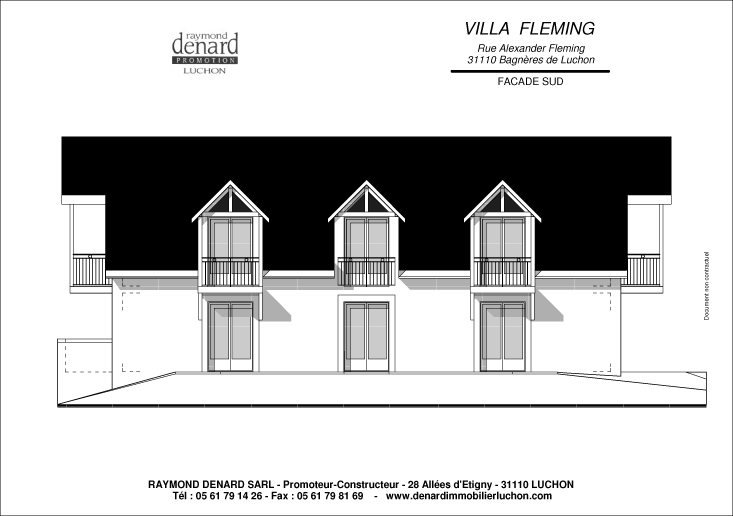 raymond
denard
PROMOTION
LUCHON
VILLA FLEMING
Rue Alexander Fleming
31110 Bagnères de Luchon
FACADE SUD
Document non contractuel
RAYMOND DENARD SARL - Promoteur-Constructeur - 28 Allées d'Etigny - 31110 LUCHON
Tél : 05 61 79 14 26 - Fax : 05 61 79 81 69 - www.denardimmobilierluchon.com